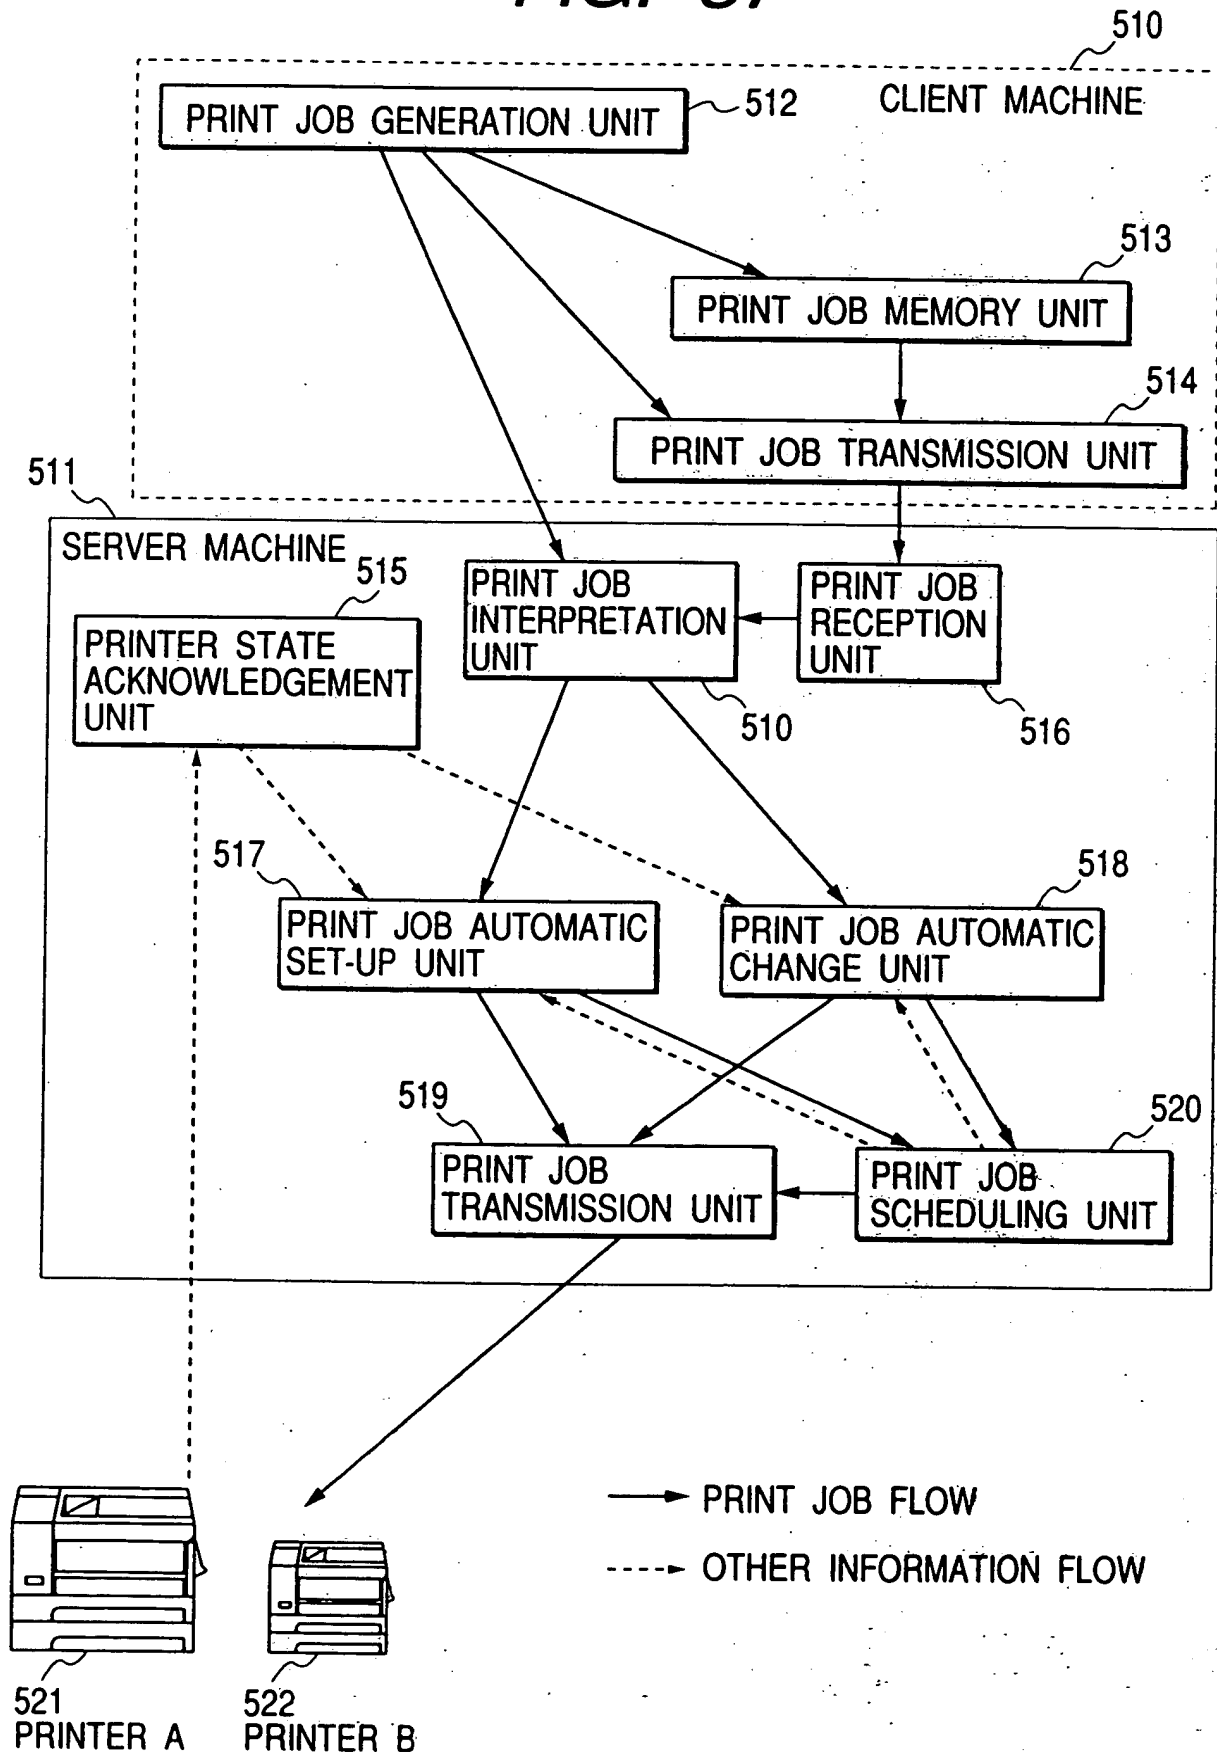 510
CLIENT MACHINE
PRINT JOB GENERATION UNIT
512
513
PRINT JOB MEMORY UNIT
514
PRINT JOB TRANSMISSION UNIT
511
SERVER MACHINE
515
PRINTER STATE
ACKNOWLEDGEMENT
UNIT
PRINT JOB
INTERPRETATION
UNIT
510
PRINT JOB
RECEPTION
UNIT
516
517
PRINT JOB AUTOMATIC
SET-UP UNIT
518
PRINT JOB AUTOMATIC
CHANGE UNIT
519
PRINT JOB
TRANSMISSION UNIT
520
PRINT JOB
SCHEDULING UNIT
PRINT JOB FLOW
OTHER INFORMATION FLOW
521
PRINTER A
522
PRINTER B